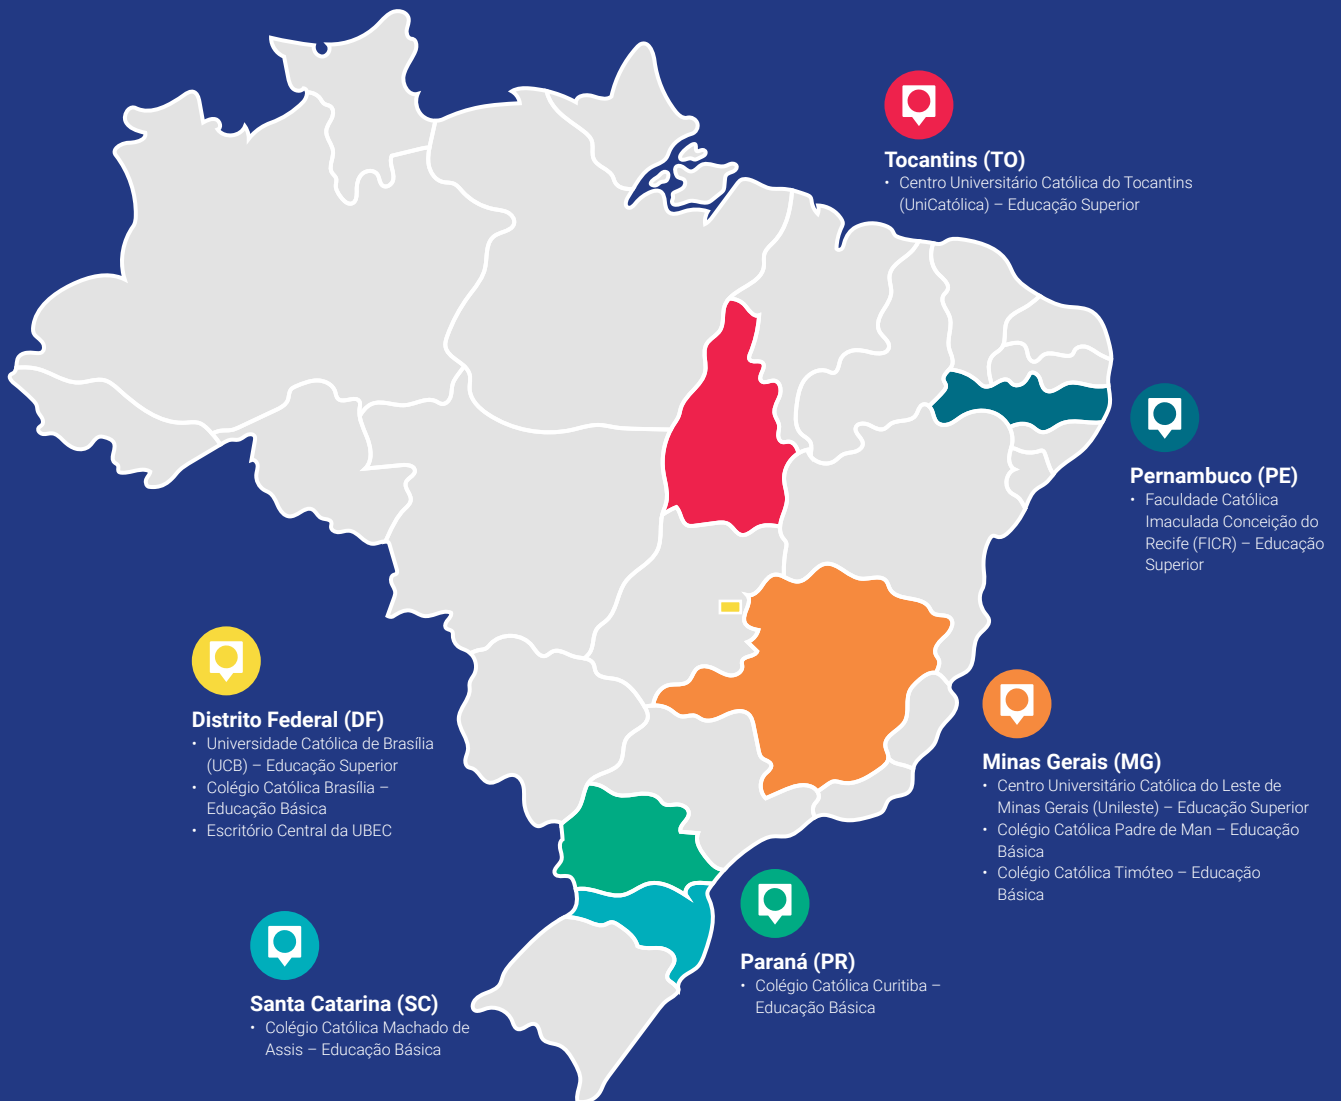 Tocantins (TO)
• Centro Universitário Católica do Tocantins
(UniCatólica) – Educação Superior
Pernambuco (PE)
• Faculdade Católica
Imaculada Conceição do
Recife (FICR) – Educação
Superior
Distrito Federal (DF)
• Universidade Católica de Brasília
(UCB) – Educação Superior
• Colégio Católica Brasília –
Educação Básica
• Escritório Central da UBEC
Minas Gerais (MG)
• Centro Universitário Católica do Leste de
Minas Gerais (Unileste) – Educação Superior
• Colégio Católica Padre de Man – Educação
Básica
• Colégio Católica Timóteo – Educação
Básica
Paraná (PR)
• Colégio Católica Curitiba –
Educação Básica
Santa Catarina (SC)
• Colégio Católica Machado de
Assis – Educação Básica